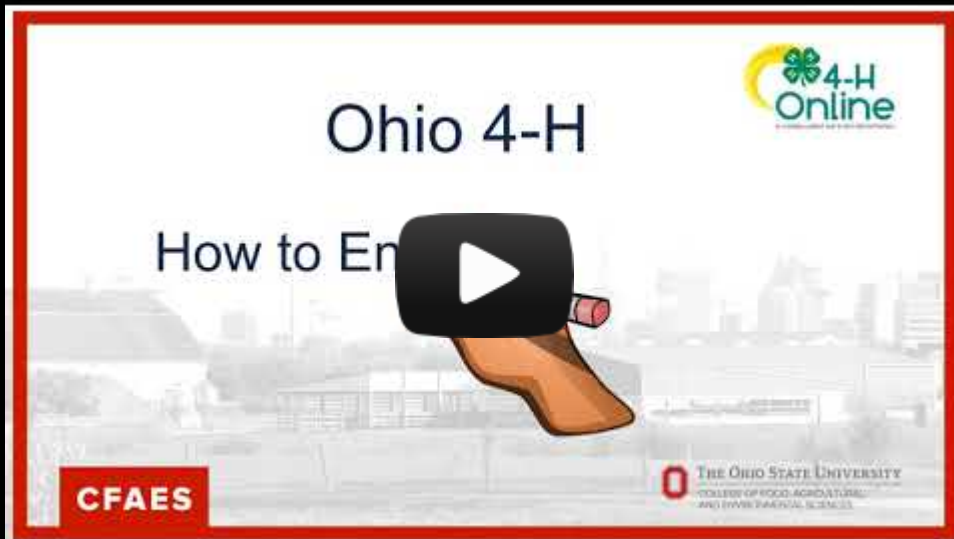 4-H
Online
Ohio 4-H
How to En
CFAES
THE OHIO STATE UNIVERSITY
COLLEGE OF FOOD, AGRICULTURAL,
AND ENVIRONMENTAL SCIENCES